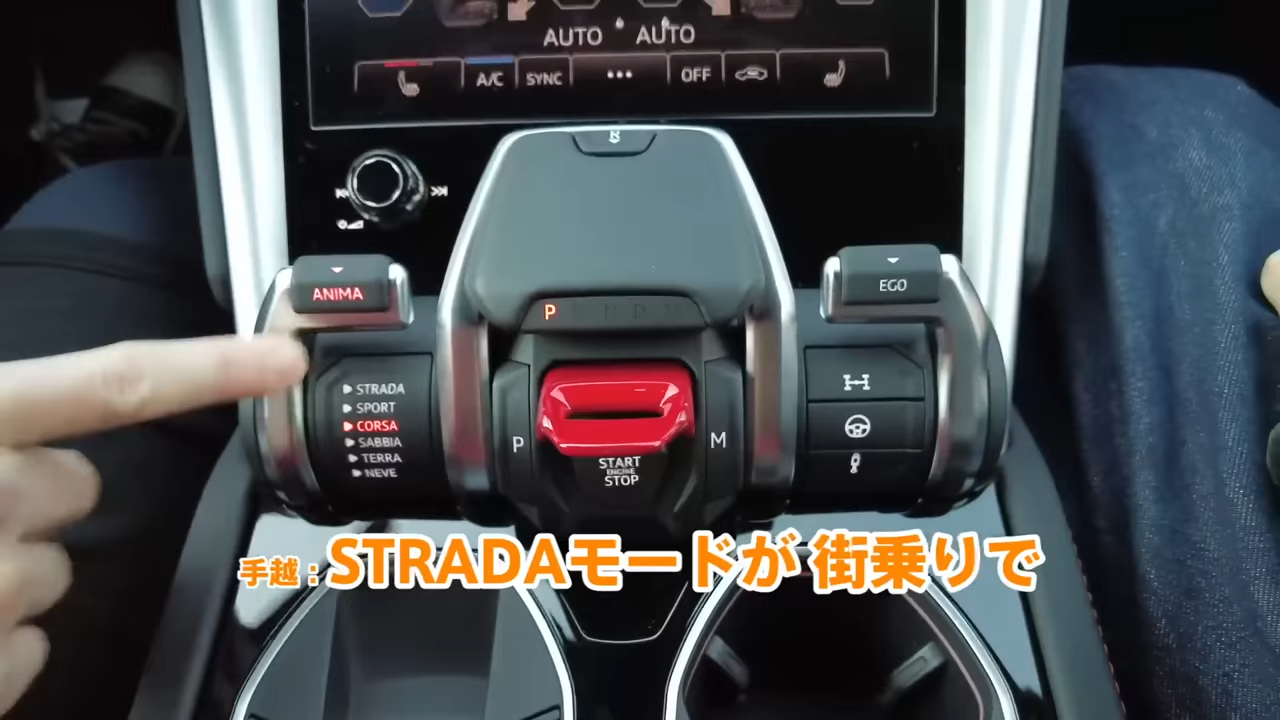 AUTO AUTO
A/C SYNC ••• OFF
R
ANIMA
EGO
P N D M
STRADA
SPORT
CORSA
SABBIA
TERRA
NEVE
P
M
START
ENGINE
STOP
手越：STRADAモードが 街乗りで